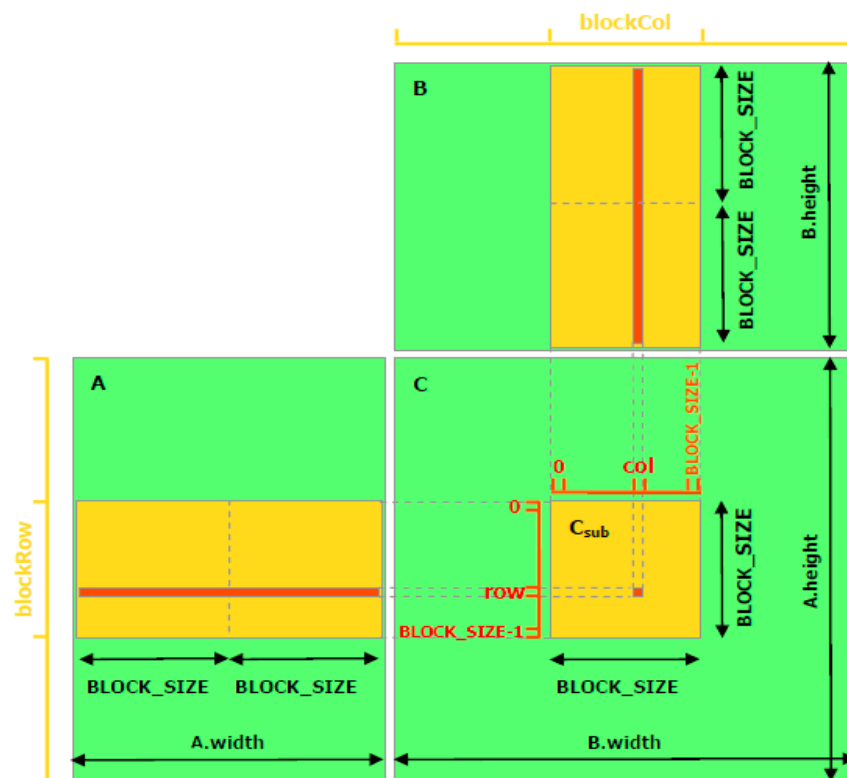 blockCol
B
BLOCK_SIZE
BLOCK_SIZE
B.height
A
C
BLOCK_SIZE-1
0
col
0
Csub
blockRow
row
BLOCK_SIZE-1
BLOCK_SIZE
A.height
BLOCK_SIZE
BLOCK_SIZE
BLOCK_SIZE
A.width
B.width